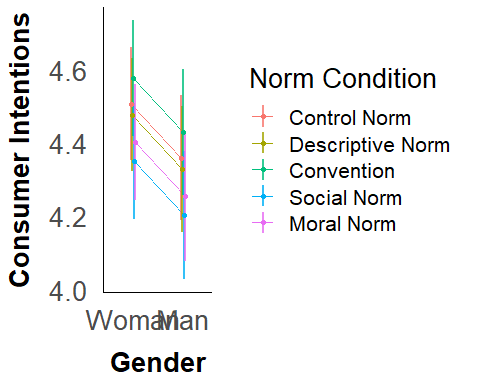 Consumer Intentions
4.6
4.4
4.2
4.0
Woman Man
Gender
Norm Condition
Control Norm
Descriptive Norm
Convention
Social Norm
Moral Norm